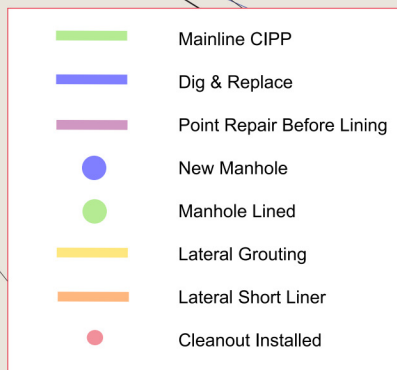 Mainline CIPP
Dig & Replace
Point Repair Before Lining
New Manhole
Manhole Lined
Lateral Grouting
Lateral Short Liner
Cleanout Installed